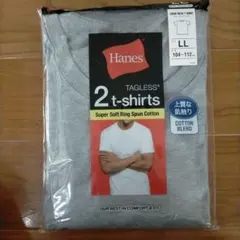 Hanes
TAGLESS®
2 t-shirts
Super Soft Ring Spun Cotton
LL
上質な
肌触り
COTTON
BLEND